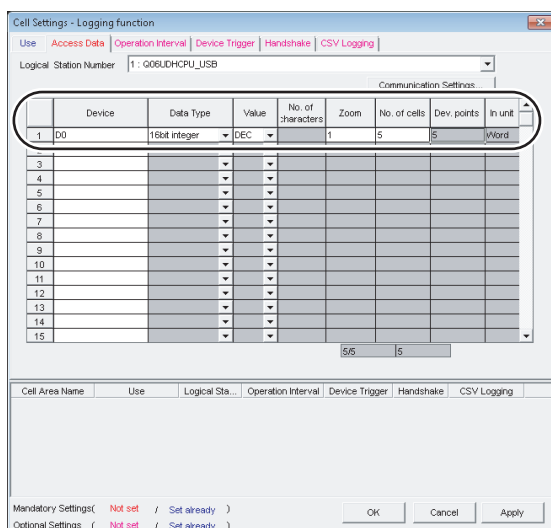 Cell Settings - Logging function
Use Access Data Operation Interval Device Trigger Handshake CSV Logging
Logical Station Number 1 : Q06UDHCPU_USB
Communication Settings...
Device Data Type Value No. of characters Zoom No. of cells Dev. points In unit
1 D0 16bit integer DEC 1 5 5 Word
2
3
4
5
6
7
8
9
10
11
12
13
14
15
5/5 5
Cell Area Name Use Logical Sta... Operation Interval Device Trigger Handshake CSV Logging
Mandatory Settings( Not set / Set already )
OK Cancel Apply
Optional Settings ( Not set / Set already )